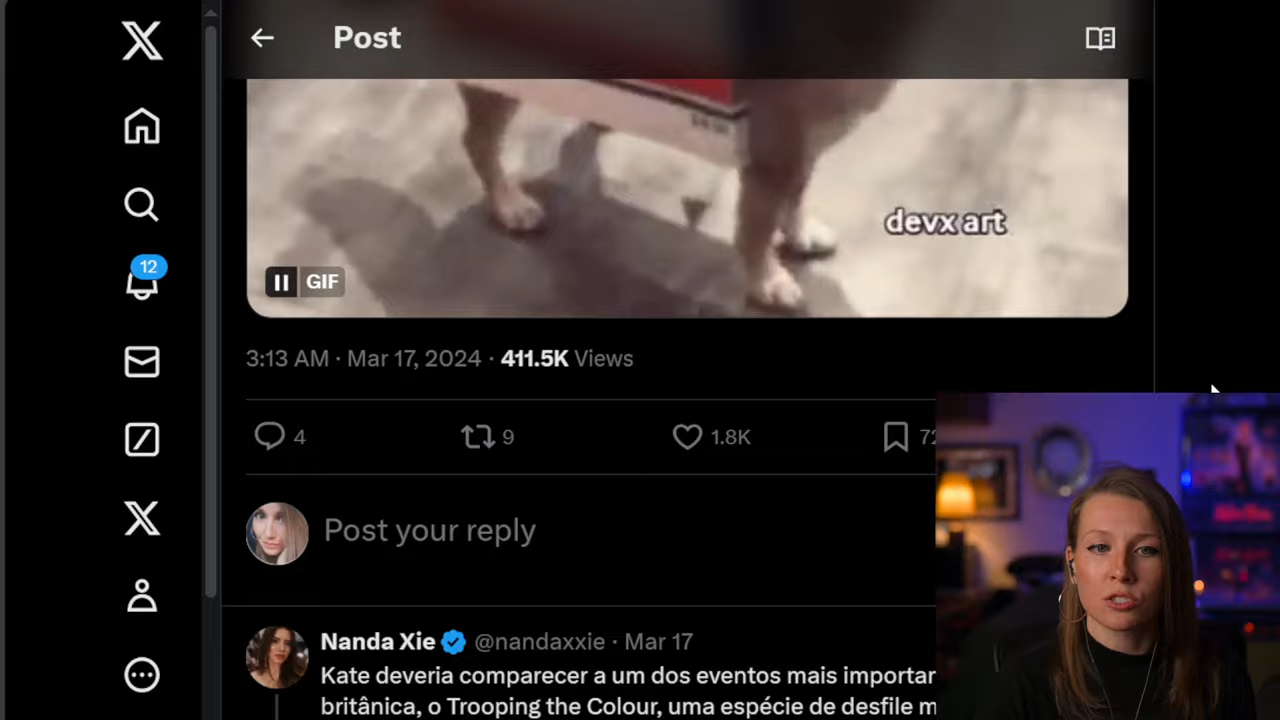 Post
devx art
GIF
12
3:13 AM · Mar 17, 2024 · 411.5K Views
4 9 1.8K 72
Post your reply
Nanda Xie @nandaxxie · Mar 17
Kate deveria comparecer a um dos eventos mais importan
britânica, o Trooping the Colour, uma espécie de desfile m